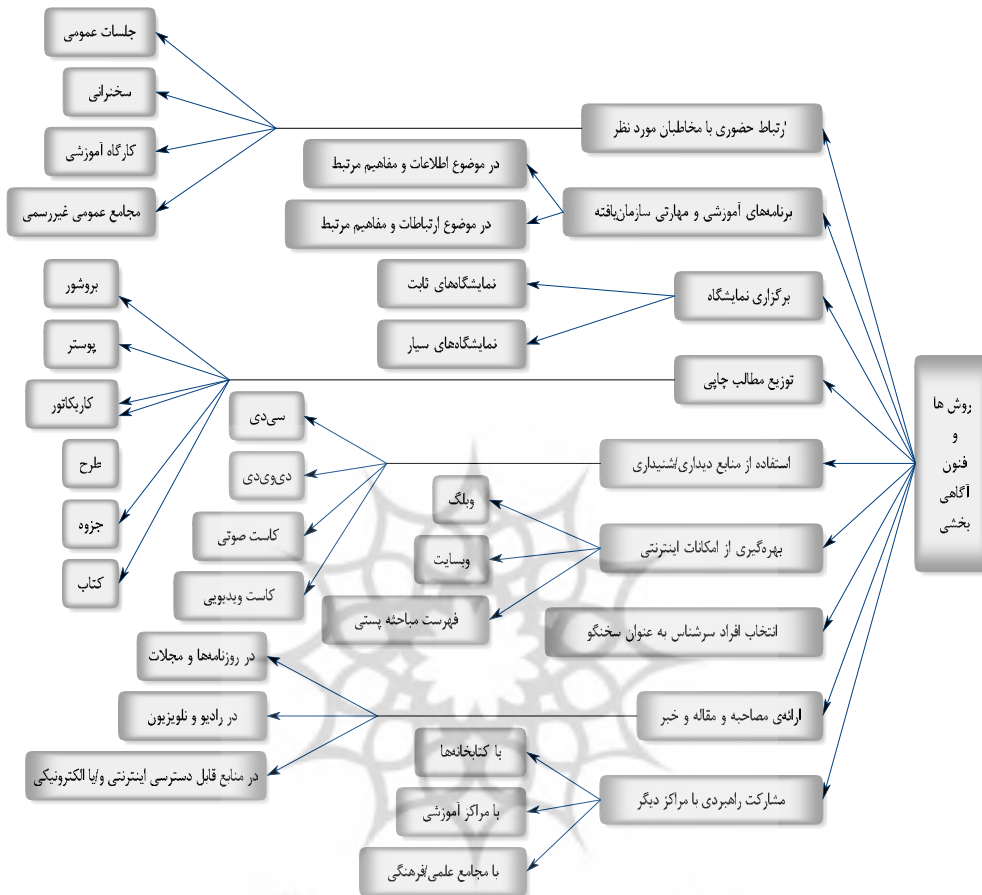 روش ها
و
فنون
آگاهی
بخشی
ارتباط حضوری با مخاطبان مورد نظر
جلسات عمومی
سخنرانی
کارگاه آموزشی
مجامع عمومی غیررسمی
برنامه‌های آموزشی و مهارتی سازمان‌یافته
در موضوع اطلاعات و مفاهیم مرتبط
در موضوع ارتباطات و مفاهیم مرتبط
برگزاری نمایشگاه
نمایشگاه‌های ثابت
نمایشگاه‌های سیار
توزیع مطالب چاپی
بروشور
پوستر
کاریکاتور
طرح
جزوه
کتاب
استفاده از منابع دیداری/شنیداری
سی‌دی
دی‌وی‌دی
کاست صوتی
کاست ویدیویی
بهره‌گیری از امکانات اینترنتی
وبلگ
وبسایت
فهرست مباحثه پستی
انتخاب افراد سرشناس به عنوان سخنگو
ارائه‌ی مصاحبه و مقاله و خبر
در روزنامه‌ها و مجلات
در رادیو و تلویزیون
در منابع قابل دسترسی اینترنتی و/یا الکترونیکی
مشارکت راهبردی با مراکز دیگر
با کتابخانه‌ها
با مراکز آموزشی
با مجامع علمی/فرهنگی